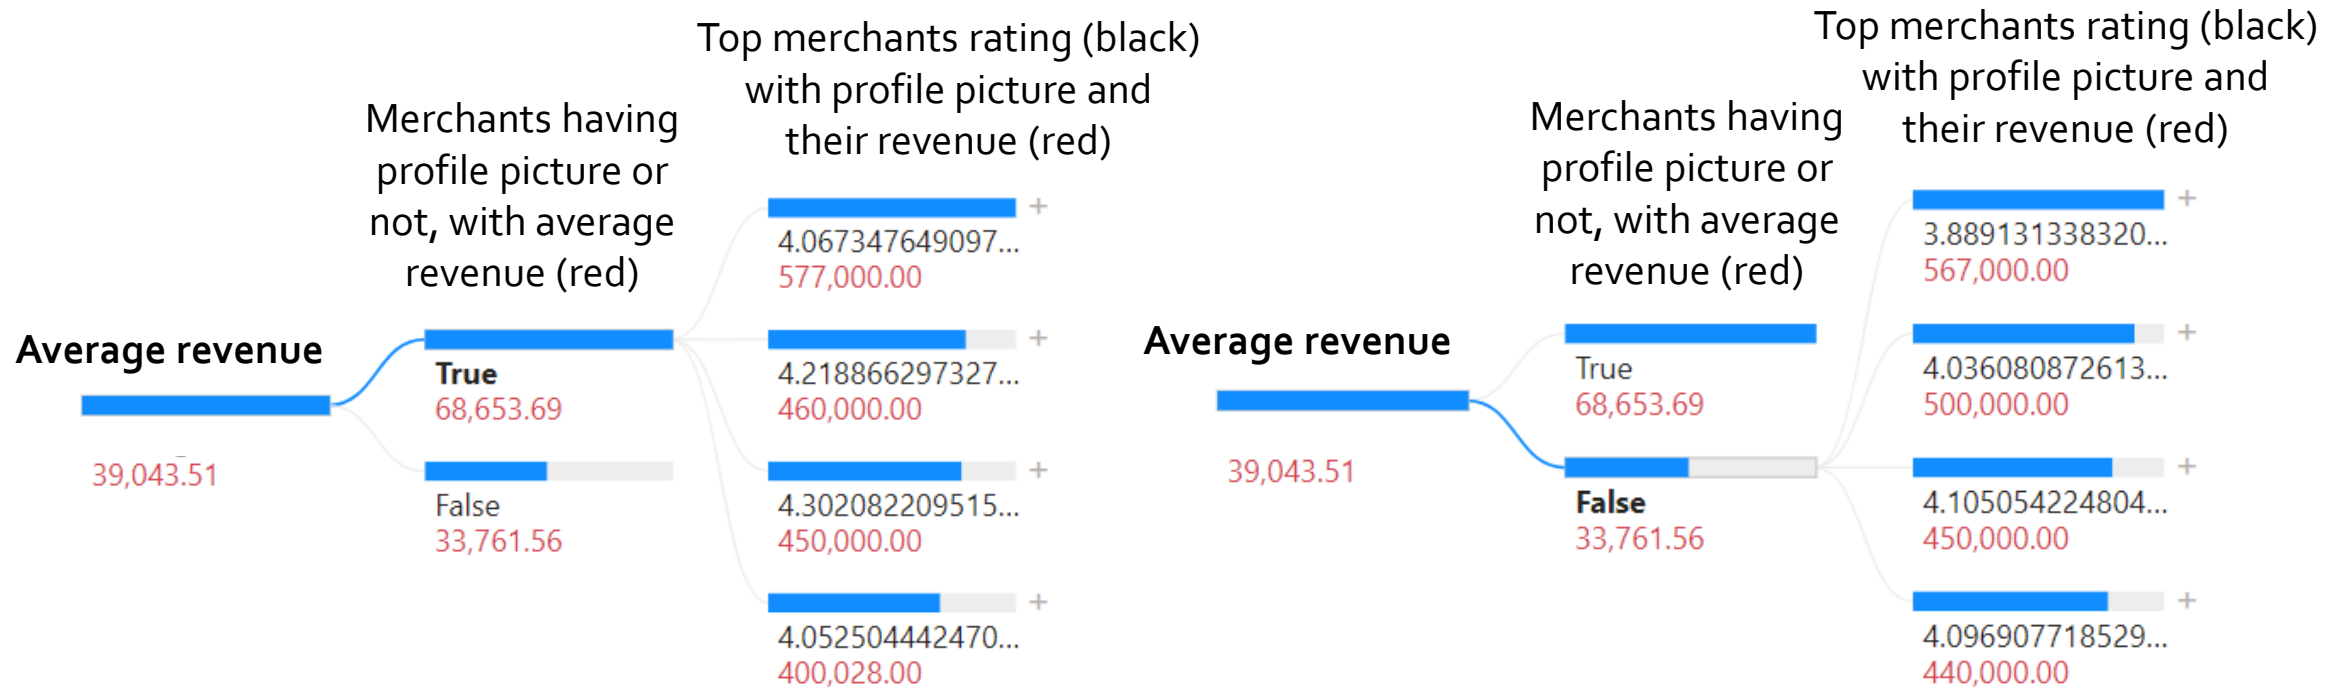 Average revenue
39,043.51
Merchants having
profile picture or
not, with average
revenue (red)
True
68,653.69
False
33,761.56
Top merchants rating (black)
with profile picture and
their revenue (red)
+
4.067347649097...
577,000.00
+
4.218866297327...
460,000.00
+
4.302082209515...
450,000.00
+
4.052504442470...
400,028.00
Average revenue
39,043.51
Merchants having
profile picture or
not, with average
revenue (red)
True
68,653.69
False
33,761.56
Top merchants rating (black)
with profile picture and
their revenue (red)
+
3.889131338320...
567,000.00
+
4.036080872613...
500,000.00
+
4.105054224804...
450,000.00
+
4.096907718529...
440,000.00